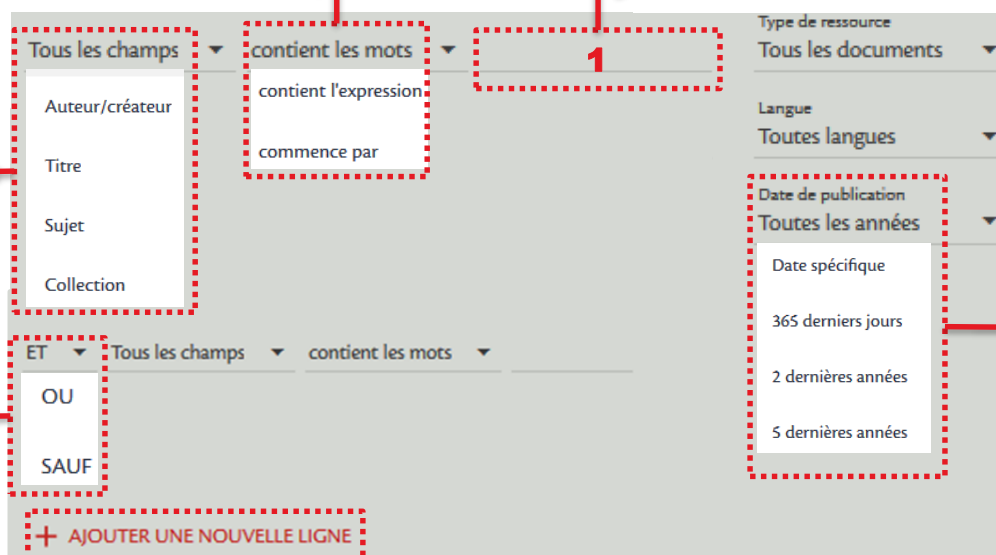 Tous les champs
contient les mots
1
Auteur/créateur
Titre
Sujet
Collection
contient l'expression
commence par
Type de ressource
Tous les documents
Langue
Toutes langues
Date de publication
Toutes les années
Date spécifique
365 derniers jours
2 dernières années
5 dernières années
ET
Tous les champs
contient les mots
OU
SAUF
+ AJOUTER UNE NOUVELLE LIGNE